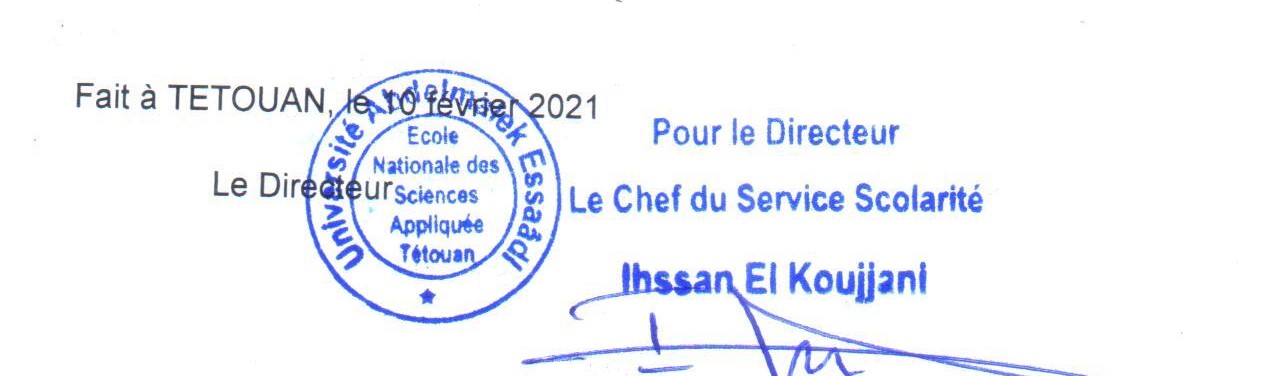 Fait à TETOUAN, le 10 février 2021
Le Directeur
Université Abdelmalek Essaâdi
Ecole
Nationale des
Sciences
Appliquée
Tétouan
Pour le Directeur
Le Chef du Service Scolarité
Ihssan El Koujjani